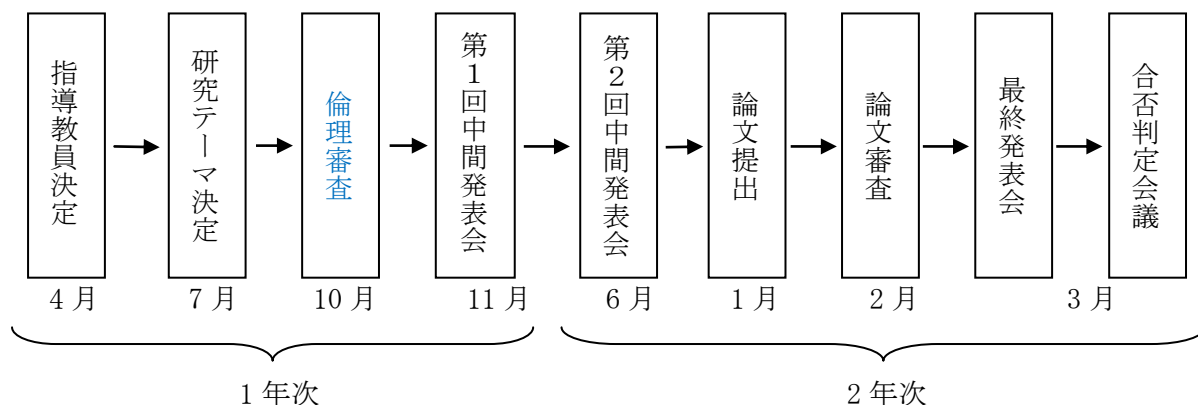 指導教員決定
研究テーマ決定
倫理審査
第１回中間発表会
第２回中間発表会
論文提出
論文審査
最終発表会
合否判定会議
4月
7月
10月
11月
6月
1月
2月
3月
1年次
2年次